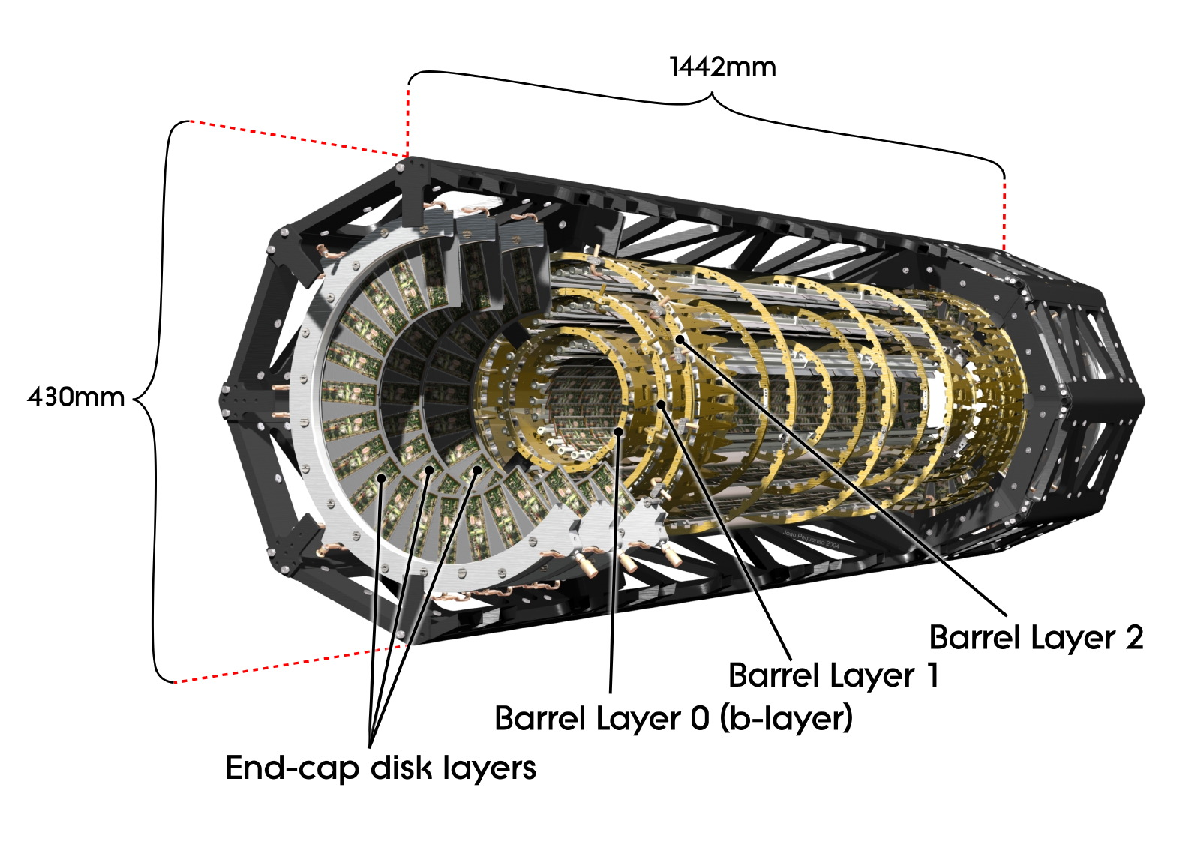 1442mm
430mm
Barrel Layer 2
Barrel Layer 1
Barrel Layer 0 (b-layer)
End-cap disk layers